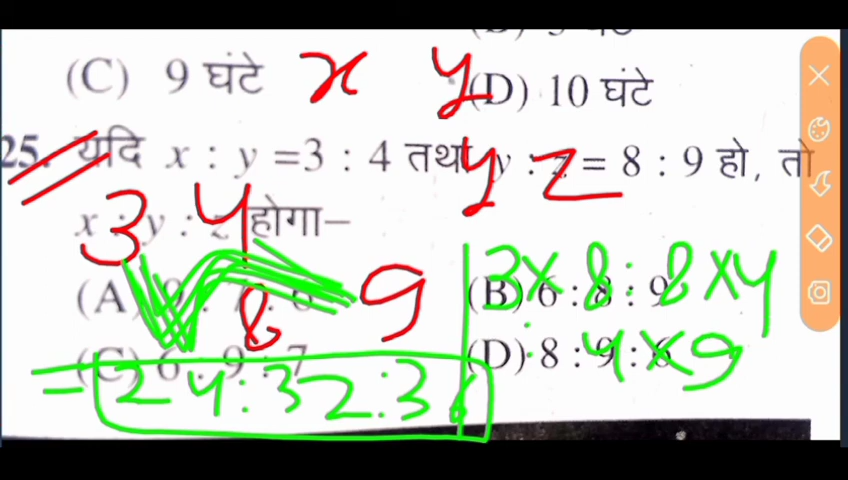 (C) 9 घंटे x y (D) 10 घंटे
25. यदि x : y = 3 : 4 तथा y : z = 8 : 9 हो, तो
x : y : z होगा–
3 4
8 9
3×8 : 8×4
: 4×9
(A) (B) 6 : 8 : 9
(C) 6 : 9 : 7 (D) 8 : 9 : 6
= 24:32:36